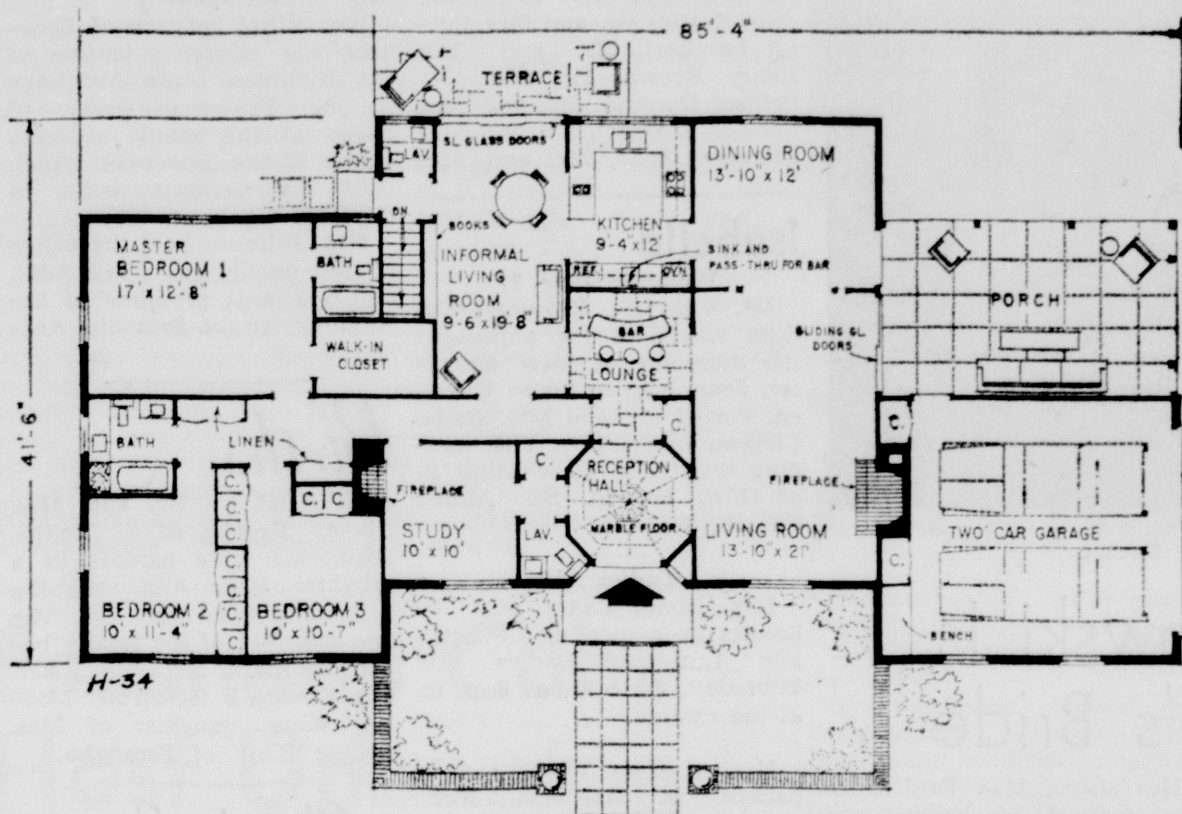 85'-4"
TERRACE
SL. GLASS DOORS
LAV.
DINING ROOM
13'-10" x 12'
DN.
BOOKS
KITCHEN
9'-4" x 12'
MASTER
BEDROOM 1
17' x 12'-8"
BATH
INFORMAL
LIVING
ROOM
9'-6" x 19'-8"
SINK AND
PASS-THRU FOR BAR
REF.
OVEN
PORCH
BAR
SLIDING GL.
DOORS
WALK-IN
CLOSET
LOUNGE
41'-6"
BATH
LINEN
C.
C.
C.
RECEPTION
HALL
FIREPLACE
FIREPLACE
C.
C.
C.
C.
C.
STUDY
10' x 10'
LAV.
MARBLE FLOOR
LIVING ROOM
13'-10" x 21'
TWO CAR GARAGE
C.
C.
C.
C.
C.
BEDROOM 2
10' x 11'-4"
BEDROOM 3
10' x 10'-7"
BENCH
H-34